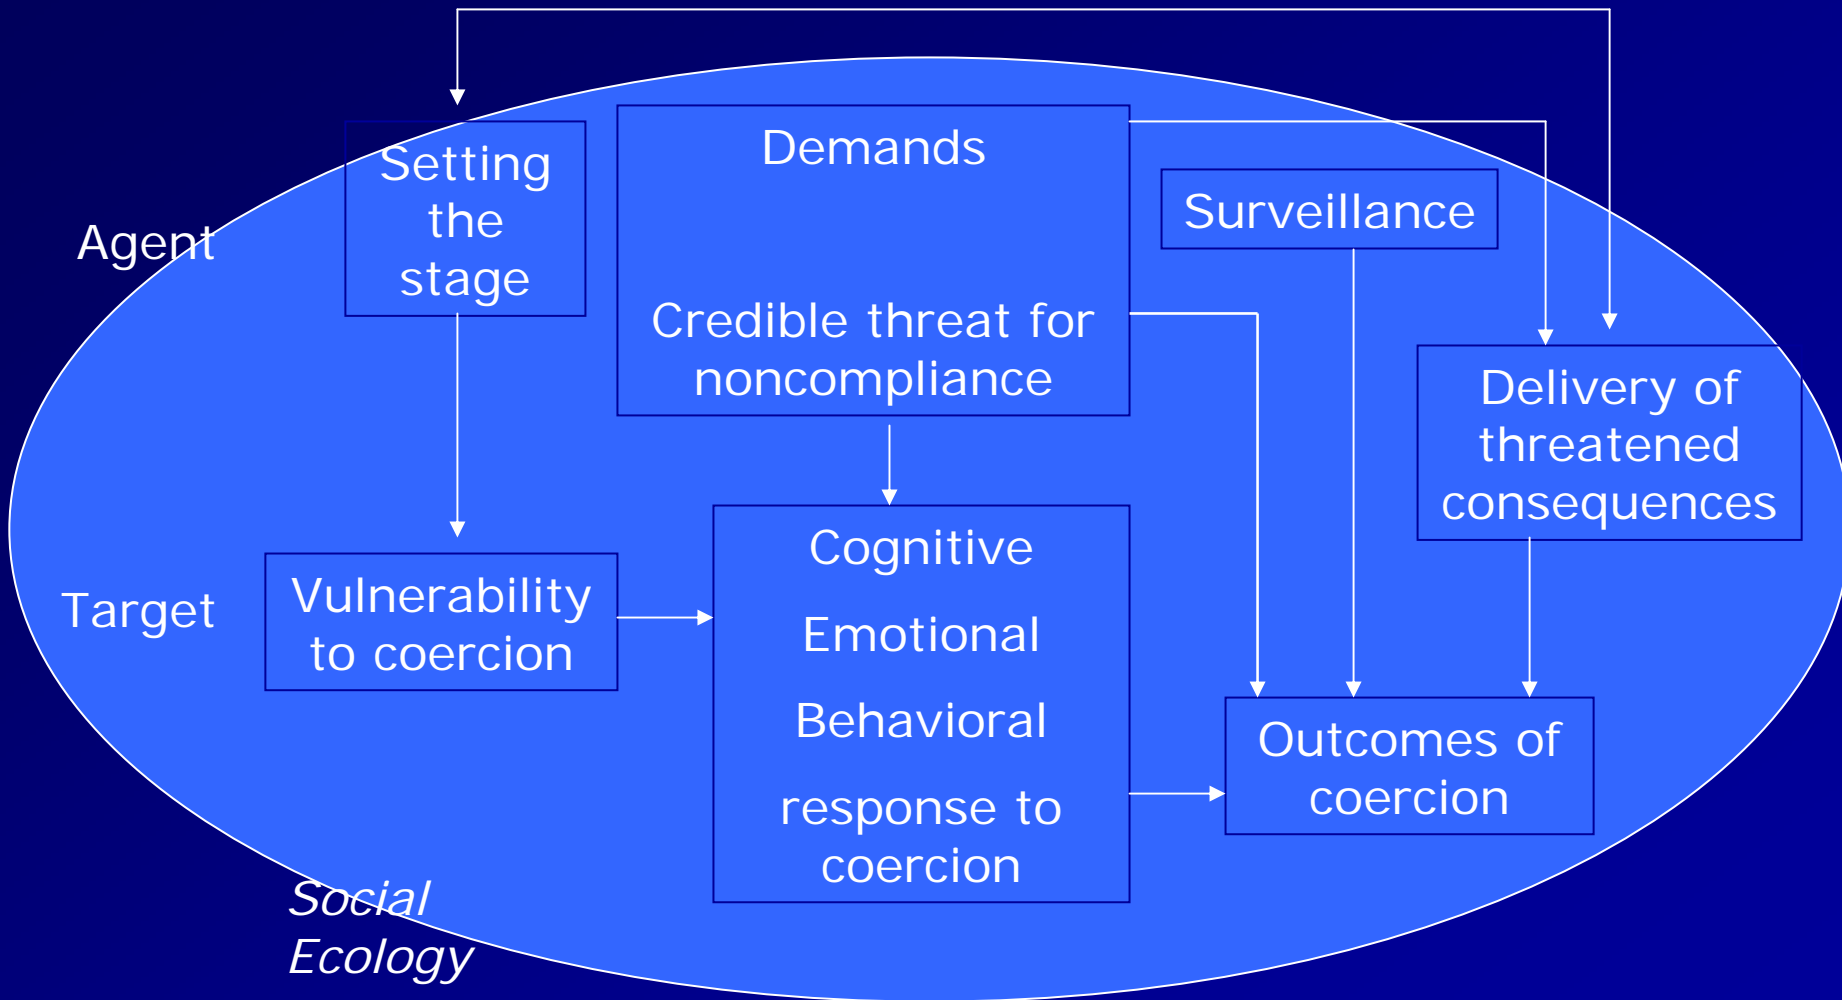 Agent
Setting
the
stage
Demands
Credible threat for
noncompliance
Surveillance
Delivery of
threatened
consequences
Target
Vulnerability
to coercion
Cognitive
Emotional
Behavioral
response to
coercion
Outcomes of
coercion
Social
Ecology